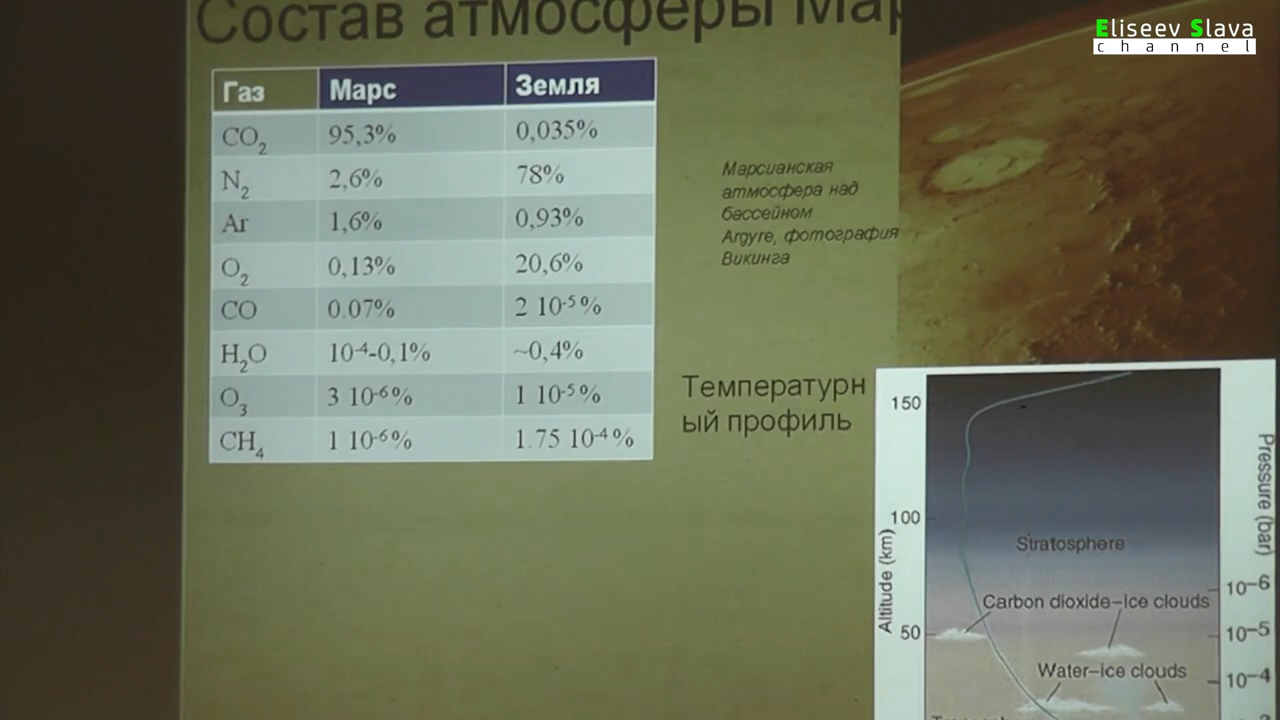 Состав атмосферы Мар
Eliseev Slava
channel
Газ Марс Земля
CO2 95,3% 0,035%
N2 2,6% 78%
Ar 1,6% 0,93%
O2 0,13% 20,6%
CO 0.07% 2 10-5%
H2O 10-4-0,1% ~0,4%
O3 3 10-6% 1 10-5%
CH4 1 10-6% 1.75 10-4%
Марсианская
атмосфера над
бассейном
Argyre, фотография
Викинга
Температурн
ый профиль
150
100
50
Altitude (km)
Stratosphere
Carbon dioxide–ice clouds
Water–ice clouds
Pressure (bar)
10–6
10–5
10–4